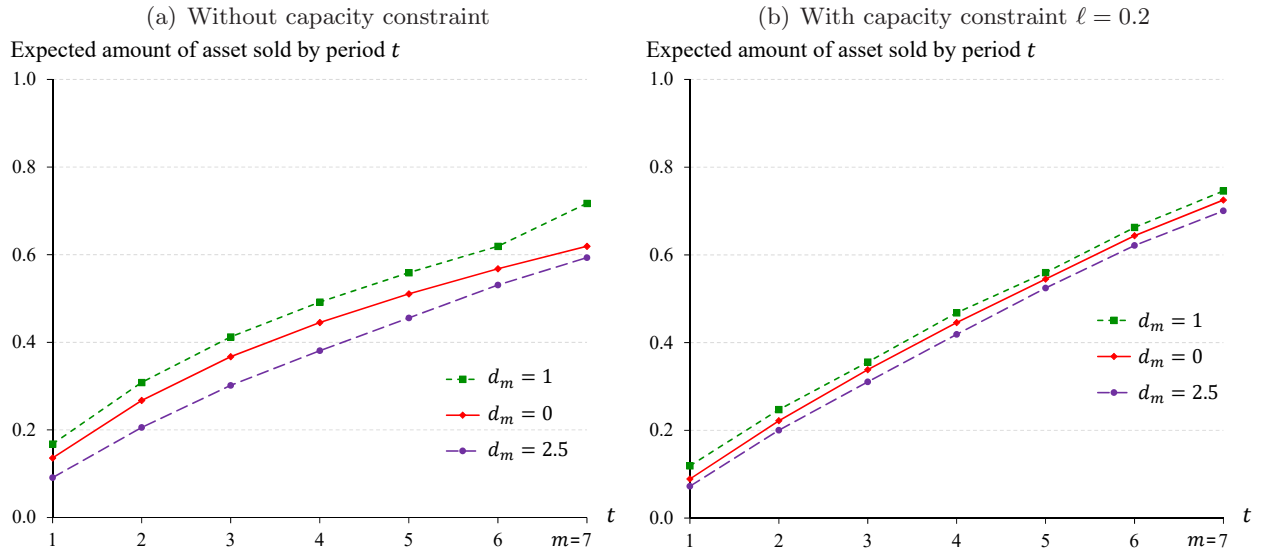 (a) Without capacity constraint
Expected amount of asset sold by period t
1.0
0.8
0.6
0.4
0.2
0.0
1 2 3 4 5 6 m=7
t
d_m = 1
d_m = 0
d_m = 2.5
(b) With capacity constraint ℓ = 0.2
Expected amount of asset sold by period t
1.0
0.8
0.6
0.4
0.2
0.0
1 2 3 4 5 6 m=7
t
d_m = 1
d_m = 0
d_m = 2.5